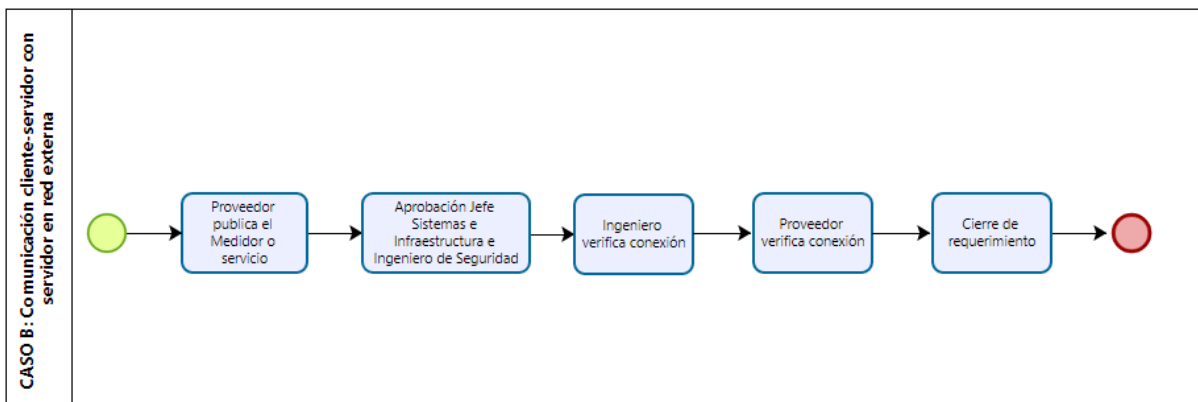 CASO B: Comunicación cliente-servidor con
servidor en red externa
Proveedor
publica el
Medidor o
servicio
Aprobación Jefe
Sistemas e
Infraestructura e
Ingeniero de Seguridad
Ingeniero
verifica conexión
Proveedor
verifica conexión
Cierre de
requerimiento